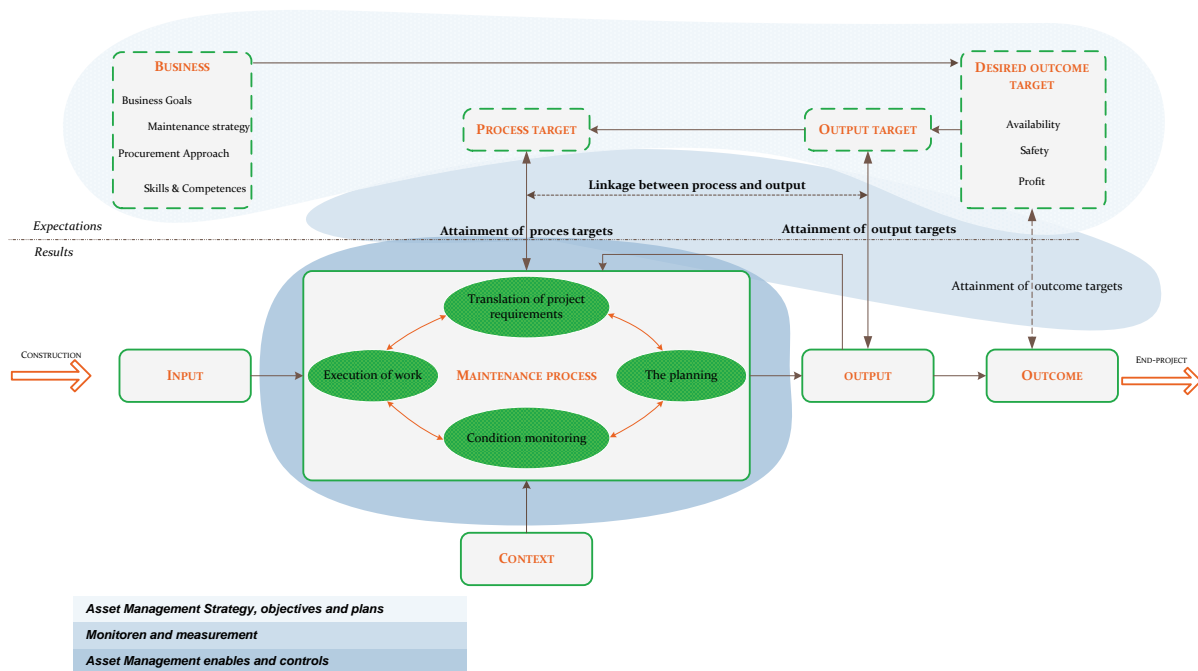 BUSINESS
Business Goals
Maintenance strategy
Procurement Approach
Skills & Competences
DESIRED OUTCOME
TARGET
Availability
Safety
Profit
PROCESS TARGET
OUTPUT TARGET
Linkage between process and output
Expectations
Results
Attainment of proces targets
Attainment of output targets
Attainment of outcome targets
Translation of project
requirements
CONSTRUCTION
INPUT
Execution of work
MAINTENANCE PROCESS
The planning
OUTPUT
OUTCOME
END-PROJECT
Condition monitoring
CONTEXT
Asset Management Strategy, objectives and plans
Monitoren and measurement
Asset Management enables and controls